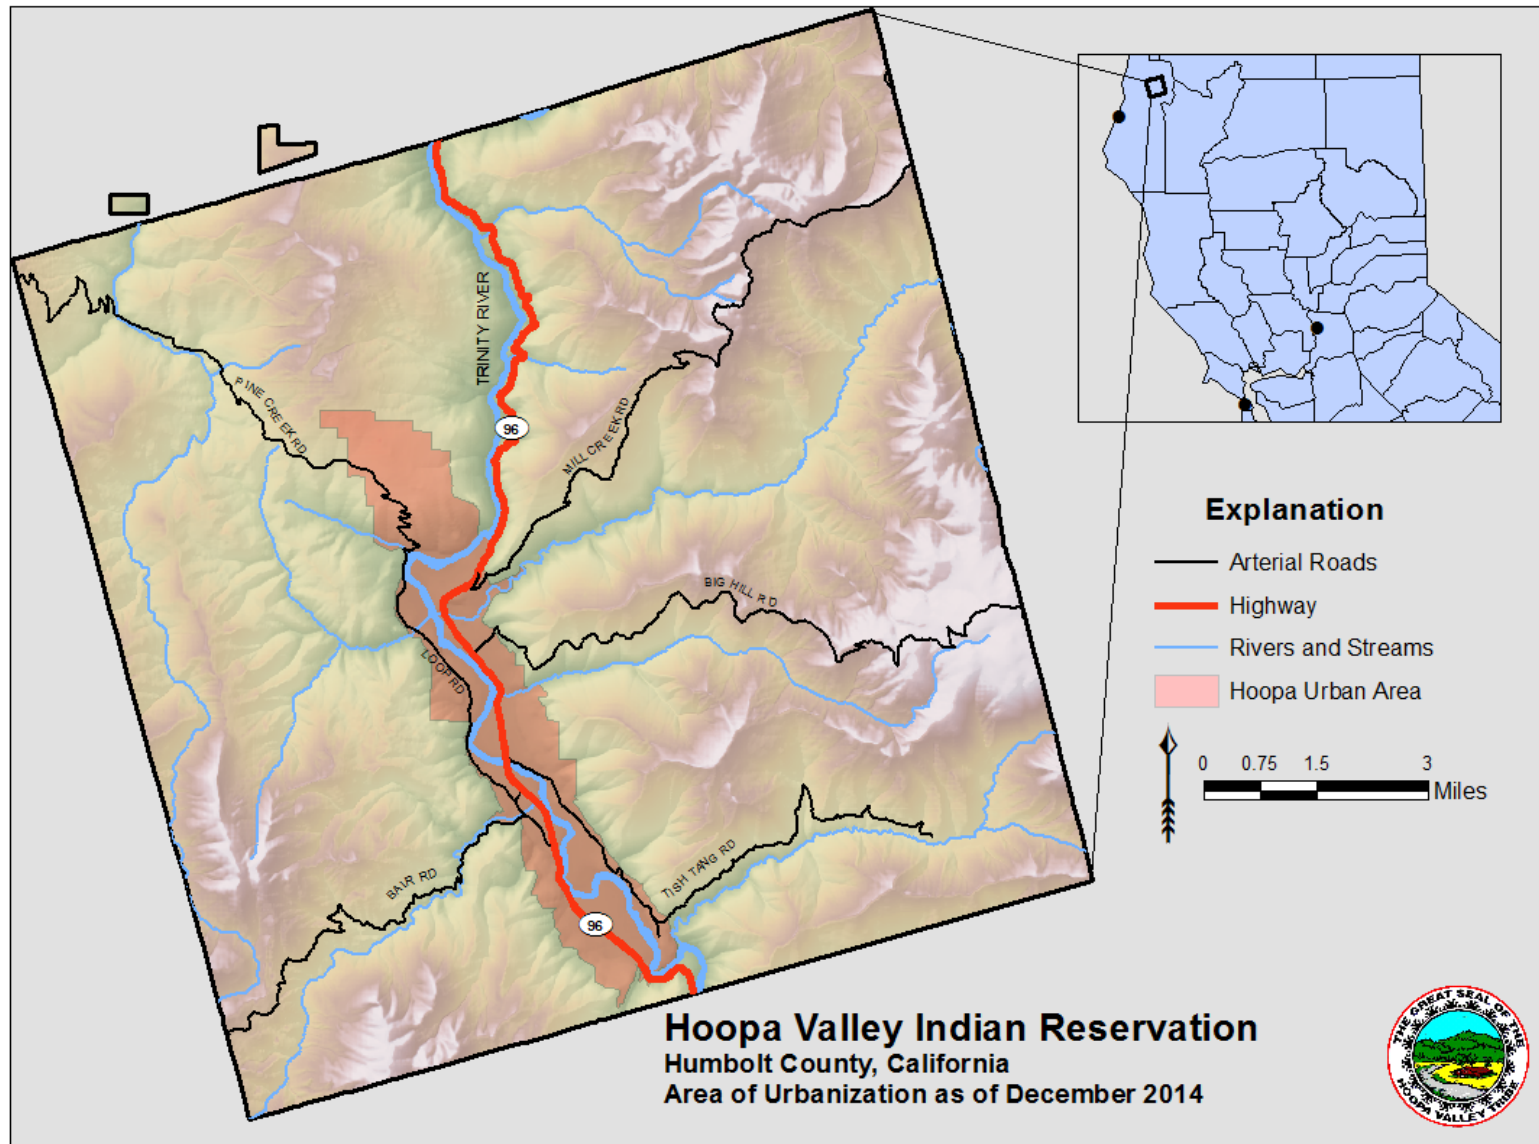 TRINITY RIVER
PINE CREEK RD
96
MILL CREEK RD
BIG HILL RD
LOOP RD
BAIR RD
TISH TANG RD
96
Explanation
Arterial Roads
Highway
Rivers and Streams
Hoopa Urban Area
0 0.75 1.5 3
Miles
Hoopa Valley Indian Reservation
Humbolt County, California
Area of Urbanization as of December 2014
THE GREAT SEAL OF THE
HOOPA VALLEY TRIBE